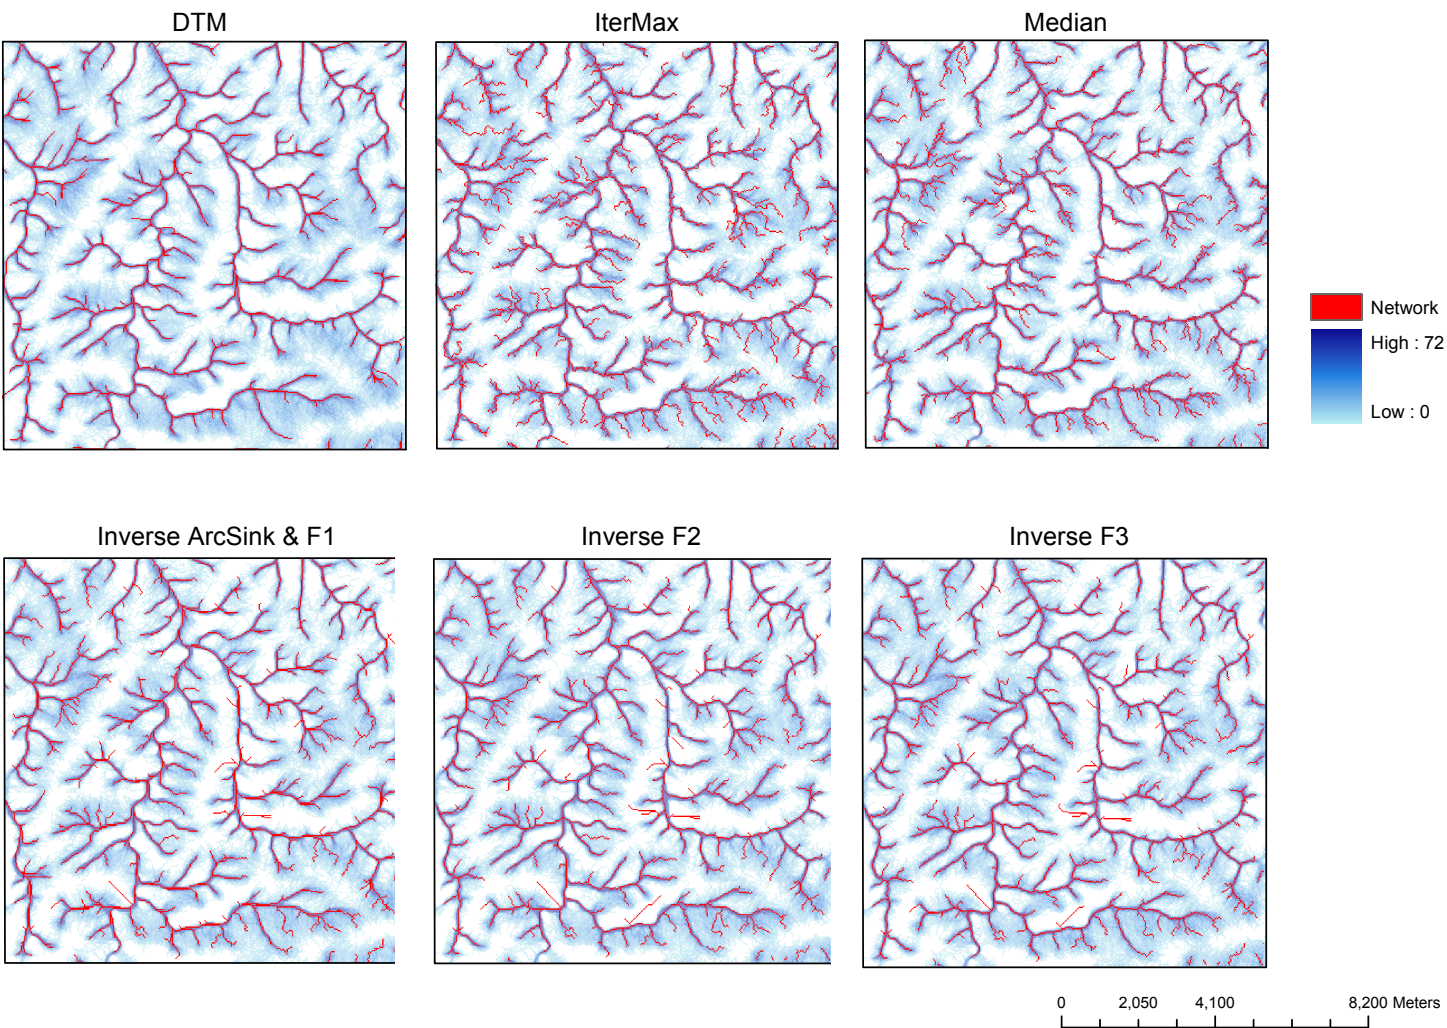 DTM
IterMax
Median
Network
High : 72
Low : 0
Inverse ArcSink & F1
Inverse F2
Inverse F3
0 2,050 4,100 8,200 Meters